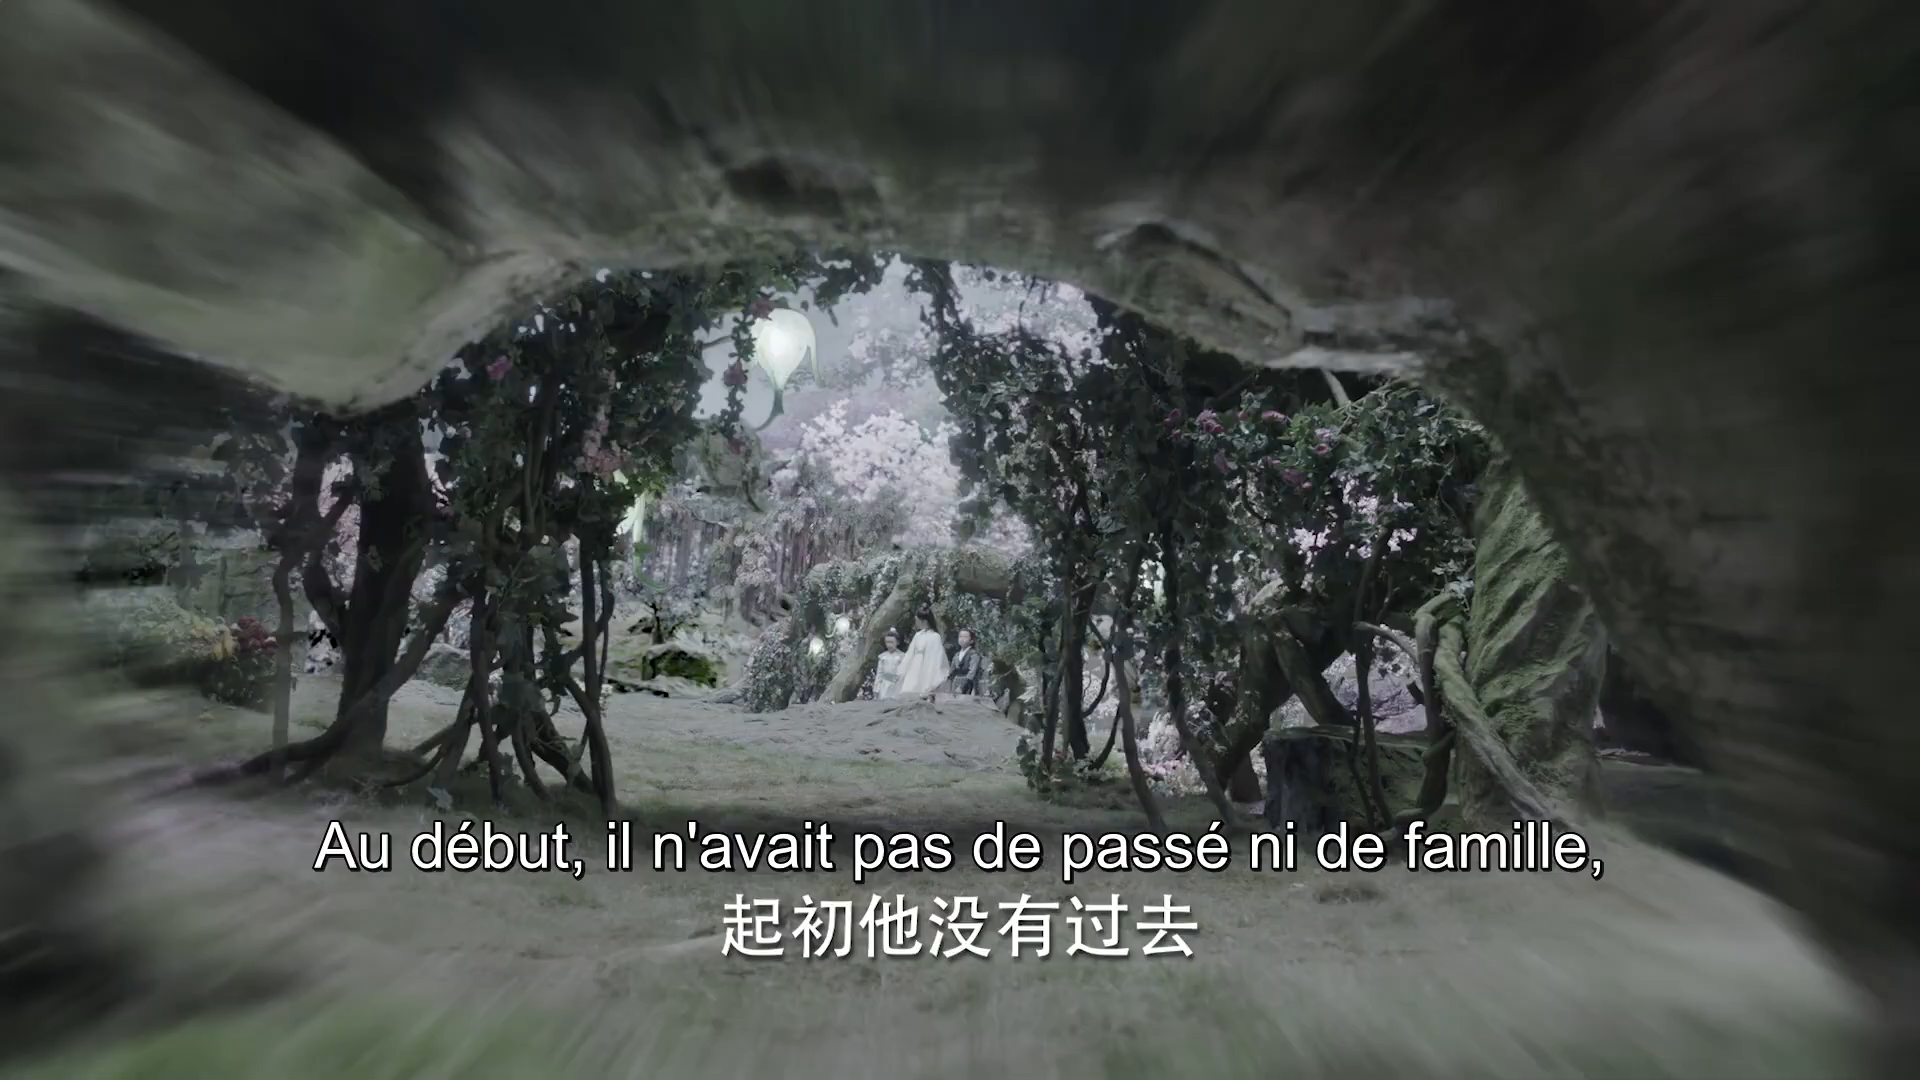 Au début, il n'avait pas de passé ni de famille,
起初他没有过去